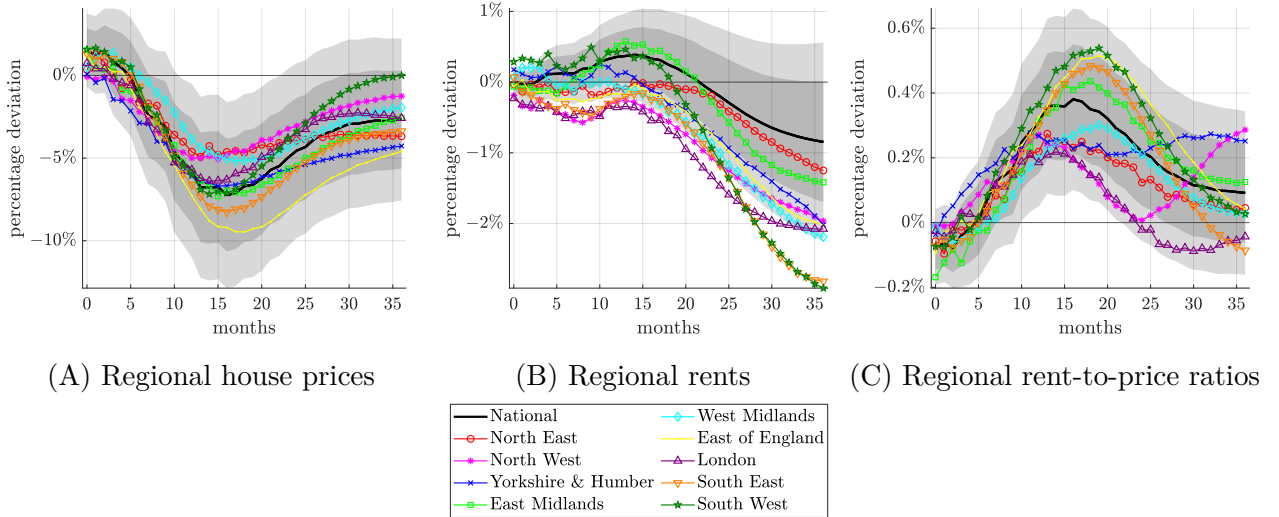 1%
0%
−1%
−2%
0%
−5%
−10%
0.6%
0.4%
0.2%
0%
−0.2%
percentage deviation
percentage deviation
percentage deviation
0 5 10 15 20 25 30 35
0 5 10 15 20 25 30 35
0 5 10 15 20 25 30 35
months
months
months
(A) Regional house prices
(B) Regional rents
(C) Regional rent-to-price ratios
National
North East
North West
Yorkshire & Humber
East Midlands
West Midlands
East of England
London
South East
South West